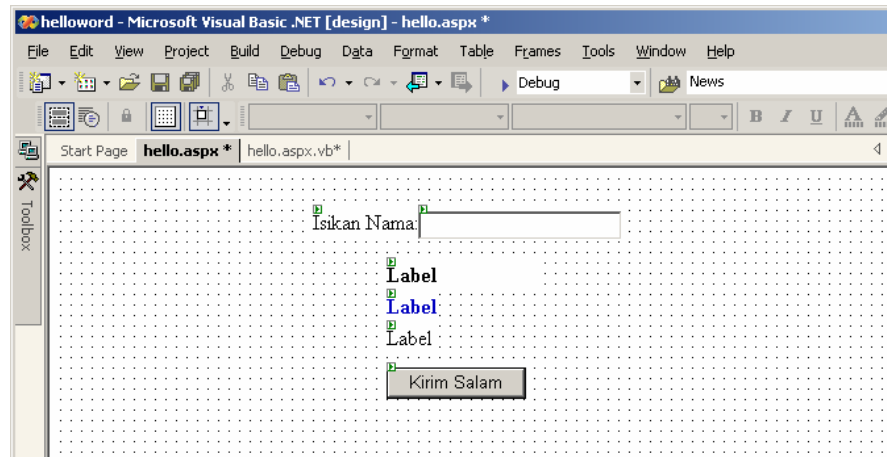 helloword - Microsoft Visual Basic .NET [design] - hello.aspx *
File Edit View Project Build Debug Data Format Table Frames Tools Window Help
Debug News
B I U A
Start Page hello.aspx * hello.aspx.vb*
Toolbox
Isikan Nama:
Label
Label
Label
Kirim Salam